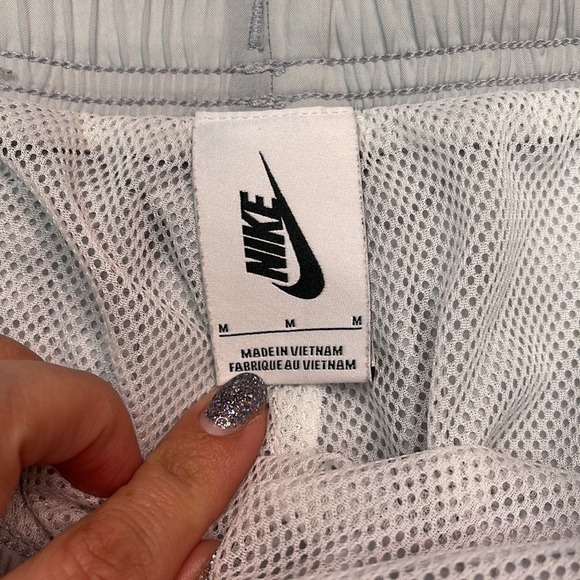 NIKE
M M M
MADE IN VIETNAM
FABRIQUE AU VIETNAM